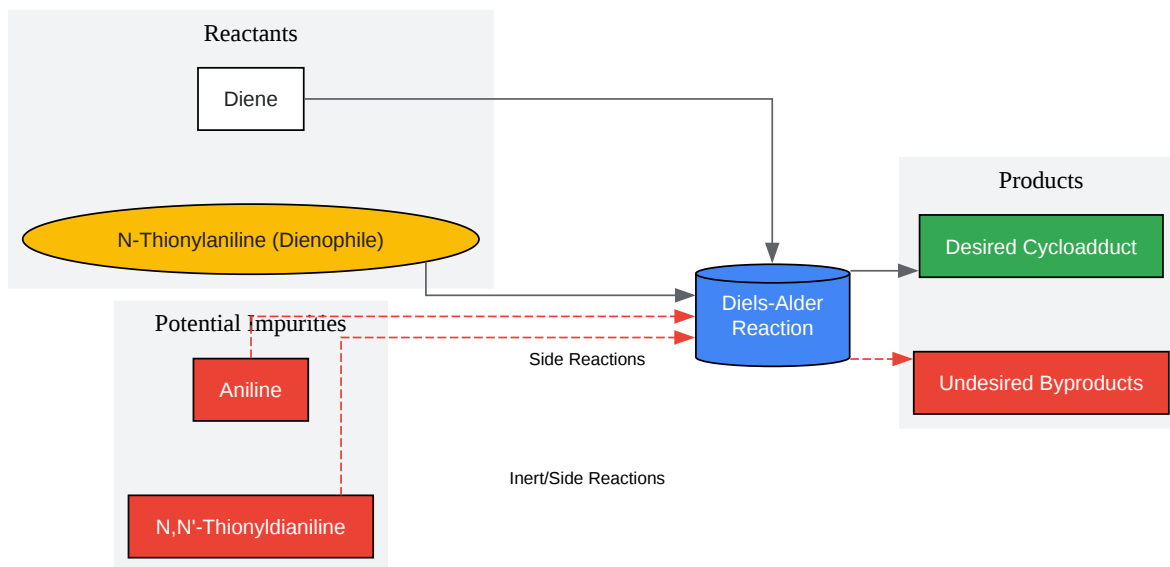 Reactants
Diene
N-Thionylaniline (Dienophile)
Potential Impurities
Aniline
N,N'-Thionyldianiline
Side Reactions
Inert/Side Reactions
Diels-Alder
Reaction
Products
Desired Cycloadduct
Undesired Byproducts